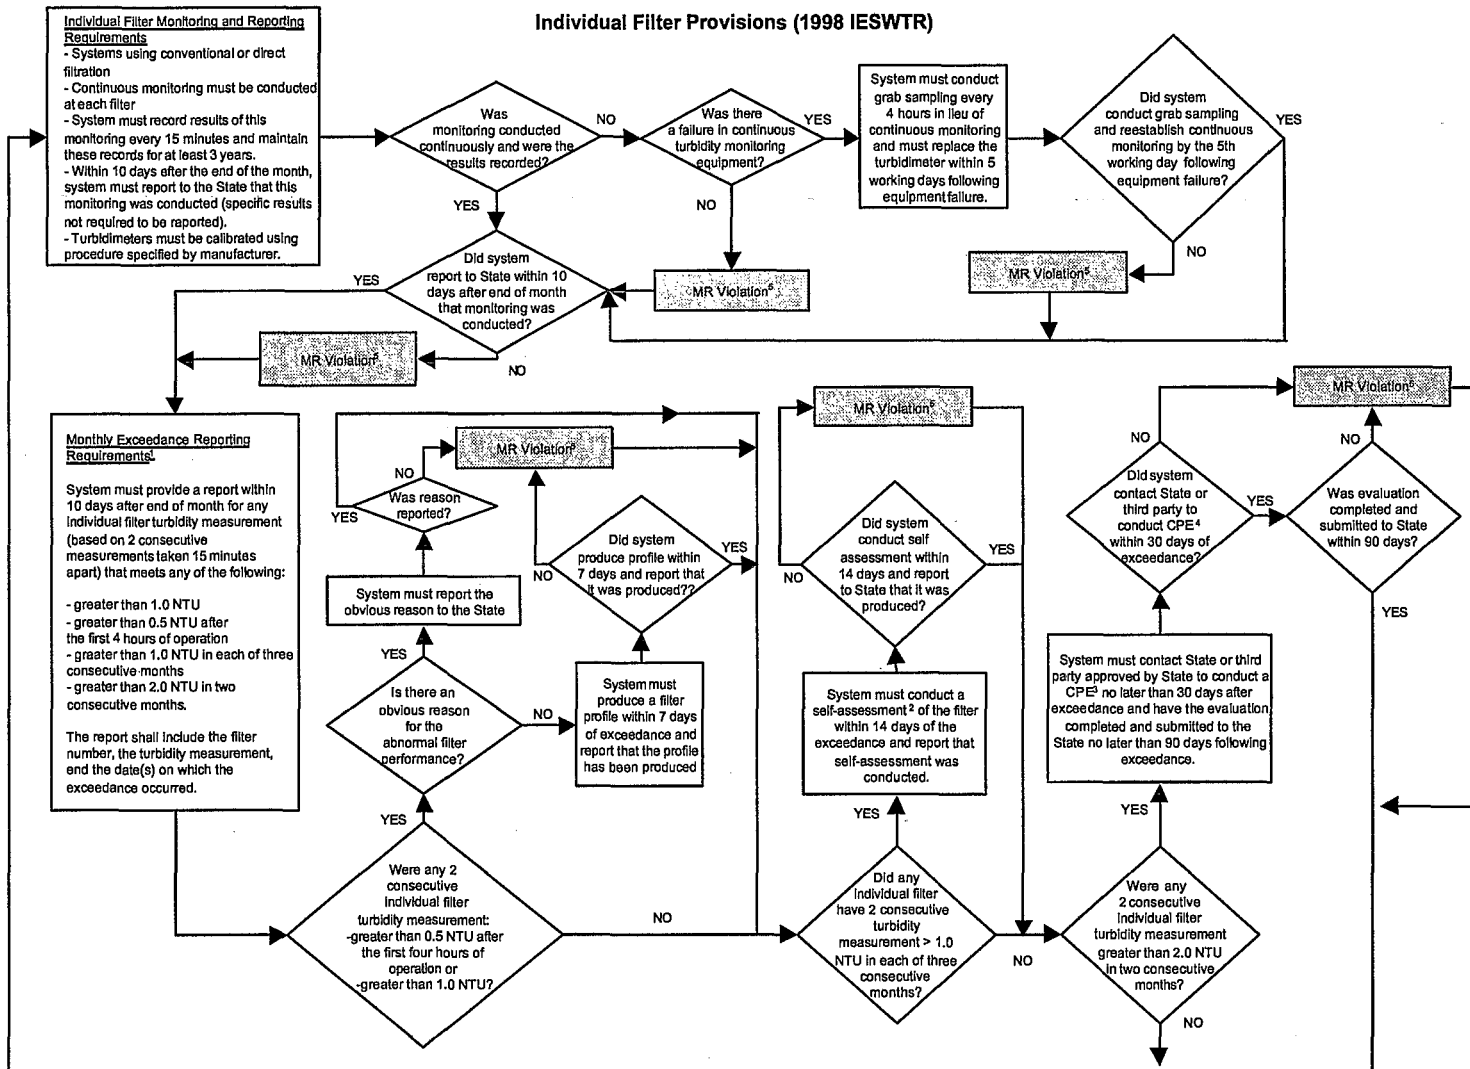 Individual Filter Provisions (1998 IESWTR)
Individual Filter Monitoring and Reporting
Requirements
- Systems using conventional or direct
filtration
- Continuous monitoring must be conducted
at each filter
- System must record results of this
monitoring every 15 minutes and maintain
these records for at least 3 years.
- Within 10 days after the end of the month,
system must report to the State that this
monitoring was conducted (specific results
not required to be reported).
- Turbidimeters must be calibrated using
procedure specified by manufacturer.
Was
monitoring conducted
continuously and were the
results recorded?
NO
YES
Was there
a failure in continuous
turbidity monitoring
equipment?
YES
NO
System must conduct
grab sampling every
4 hours in lieu of
continuous monitoring
and must replace the
turbidimeter within 5
working days following
equipment failure.
Did system
conduct grab sampling
and reestablish continuous
monitoring by the 5th
working day following
equipment failure?
YES
NO
MR Violation5
MR Violation5
Did system
report to State within 10
days after end of month
that monitoring was
conducted?
YES
NO
MR Violation5
Monthly Exceedance Reporting
Requirements1
System must provide a report within
10 days after end of month for any
individual filter turbidity measurement
(based on 2 consecutive
measurements taken 15 minutes
apart) that meets any of the following:
- greater than 1.0 NTU
- greater than 0.5 NTU after
the first 4 hours of operation
- greater than 1.0 NTU in each of three
consecutive months
- greater than 2.0 NTU in two
consecutive months.
The report shall include the filter
number, the turbidity measurement,
end the date(s) on which the
exceedance occurred.
MR Violation5
NO
Was reason
reported?
YES
System must report the
obvious reason to the State
YES
Is there an
obvious reason
for the
abnormal filter
performance?
NO
YES
Were any 2
consecutive
individual filter
turbidity measurement:
-greater than 0.5 NTU after
the first four hours of
operation or
-greater than 1.0 NTU?
NO
Did system
produce profile within
7 days and report that
it was produced??
YES
NO
System must
produce a filter
profile within 7 days
of exceedance and
report that the profile
has been produced
MR Violation5
Did system
conduct self
assessment within
14 days and report
to State that it was
produced?
YES
NO
System must conduct a
self-assessment2 of the filter
within 14 days of the
exceedance and report that
self-assessment was
conducted.
YES
Did any
individual filter
have 2 consecutive
turbidity
measurement > 1.0
NTU in each of three
consecutive
months?
NO
MR Violation5
NO
NO
Did system
contact State or
third party to
conduct CPE4
within 30 days of
exceedance?
YES
Was evaluation
completed and
submitted to State
within 90 days?
YES
System must contact State or third
party approved by State to conduct a
CPE3 no later than 30 days after
exceedance and have the evaluation
completed and submitted to the
State no later than 90 days following
exceedance.
YES
Were any
2 consecutive
individual filter
turbidity measurement
greater than 2.0 NTU
in two consecutive
months?
NO